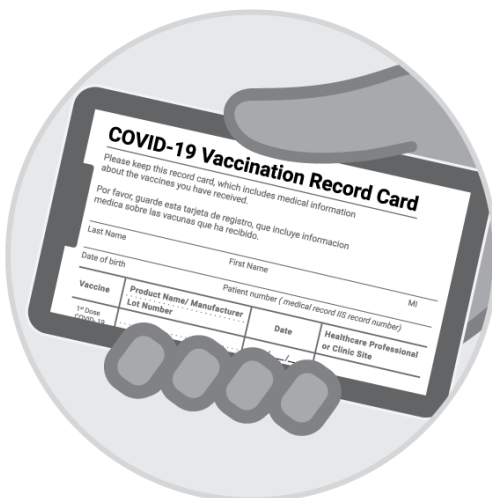 COVID-19 Vaccination Record Card
Please keep this record card, which includes medical information
about the vaccines you have received.
Por favor, guarde esta tarjeta de registro, que incluye informacion
medica sobre las vacunas que ha recibido.
Last Name First Name MI
Date of birth Patient number ( medical record IIS record number)
Vaccine Product Name/ Manufacturer Date Healthcare Professional
Lot Number or Clinic Site
1st Dose
COVID-19